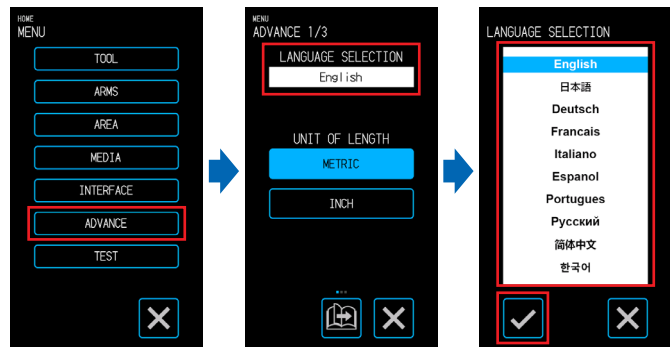 HOME
MENU
TOOL
ARMS
AREA
MEDIA
INTERFACE
ADVANCE
TEST
MENU
ADVANCE 1/3
LANGUAGE SELECTION
English
UNIT OF LENGTH
METRIC
INCH
LANGUAGE SELECTION
English
日本語
Deutsch
Francais
Italiano
Espanol
Portugues
Русский
简体中文
한국어